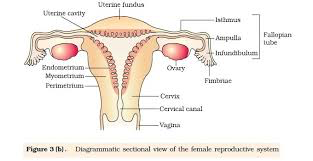 Uterine fundus
Uterine cavity
Isthmus
Ampulla
Fallopian
tube
Infundibulum
Endometrium
Ovary
Myometrium
Fimbriae
Perimetrium
Cervix
Cervical canal
Vagina
Figure 3 (b). Diagrammatic sectional view of the female reproductive system